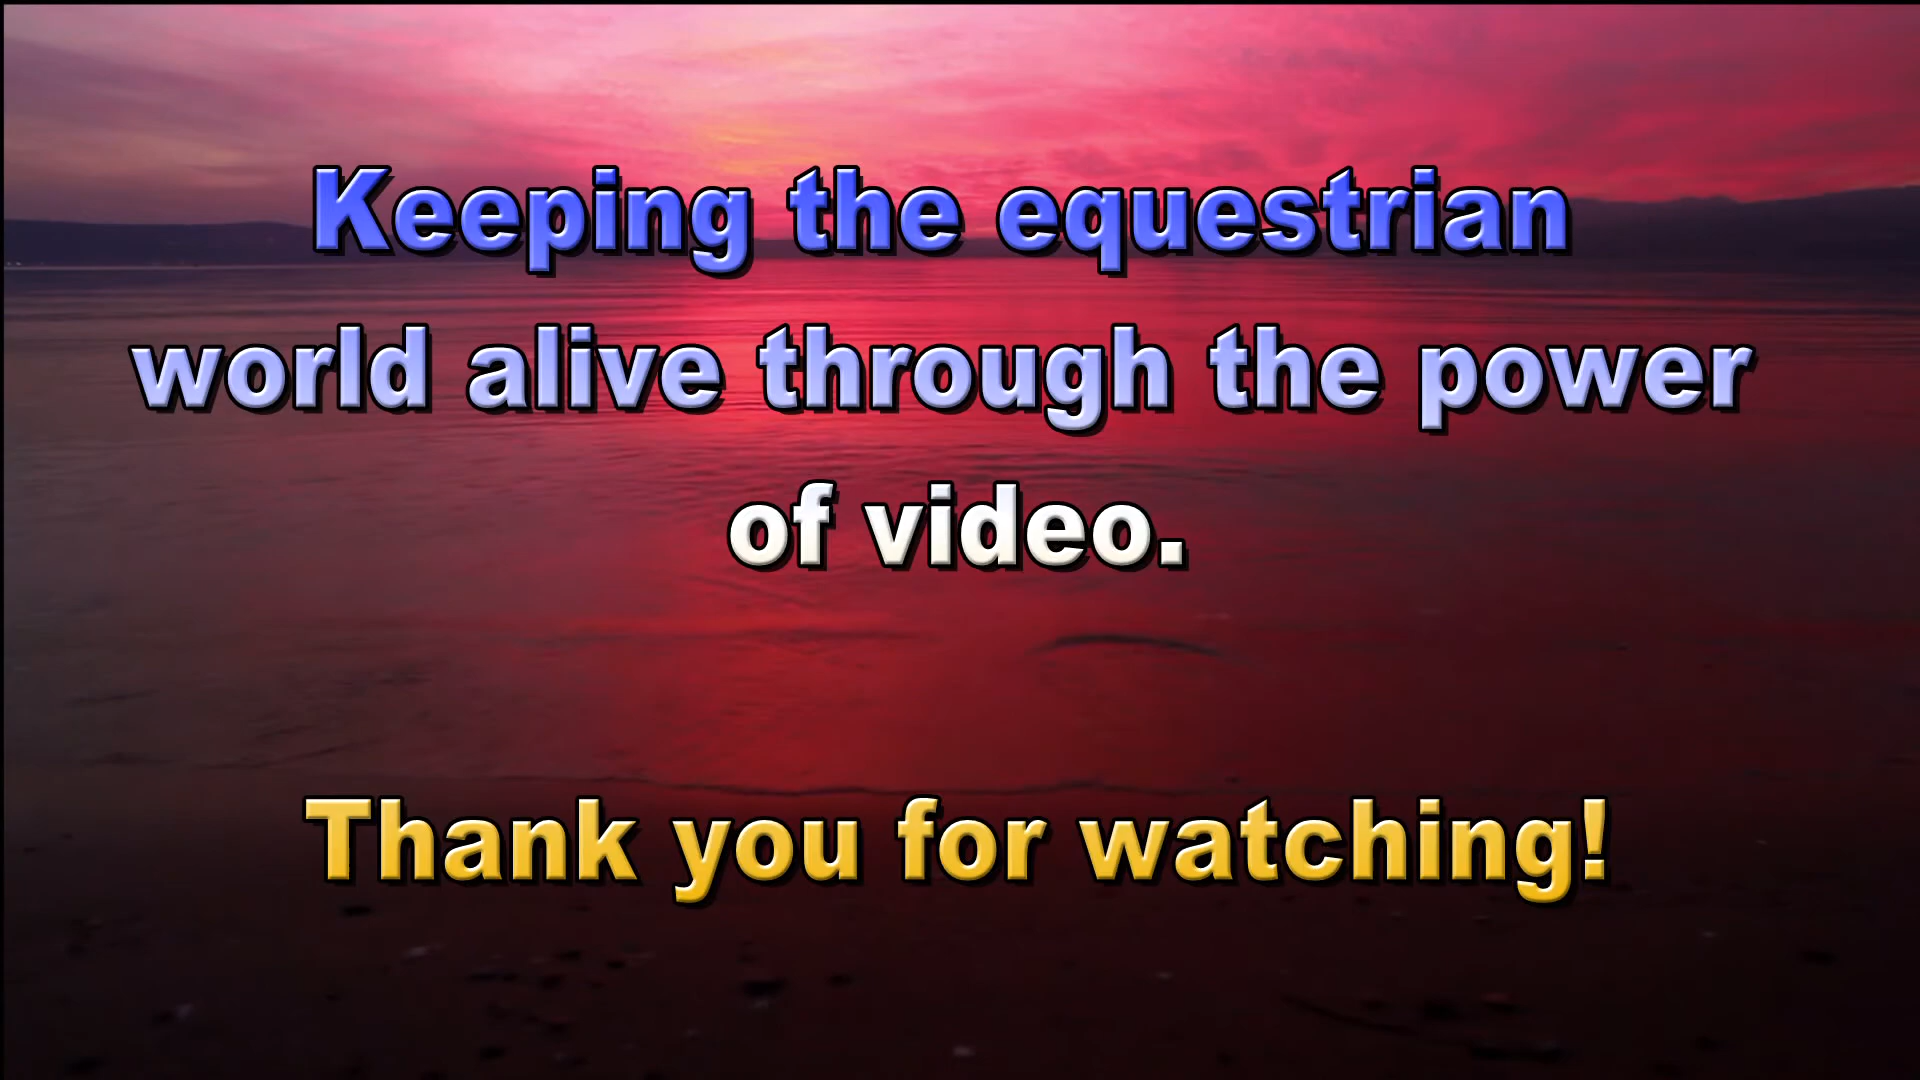 Keeping the equestrian
world alive through the power
of video.
Thank you for watching!